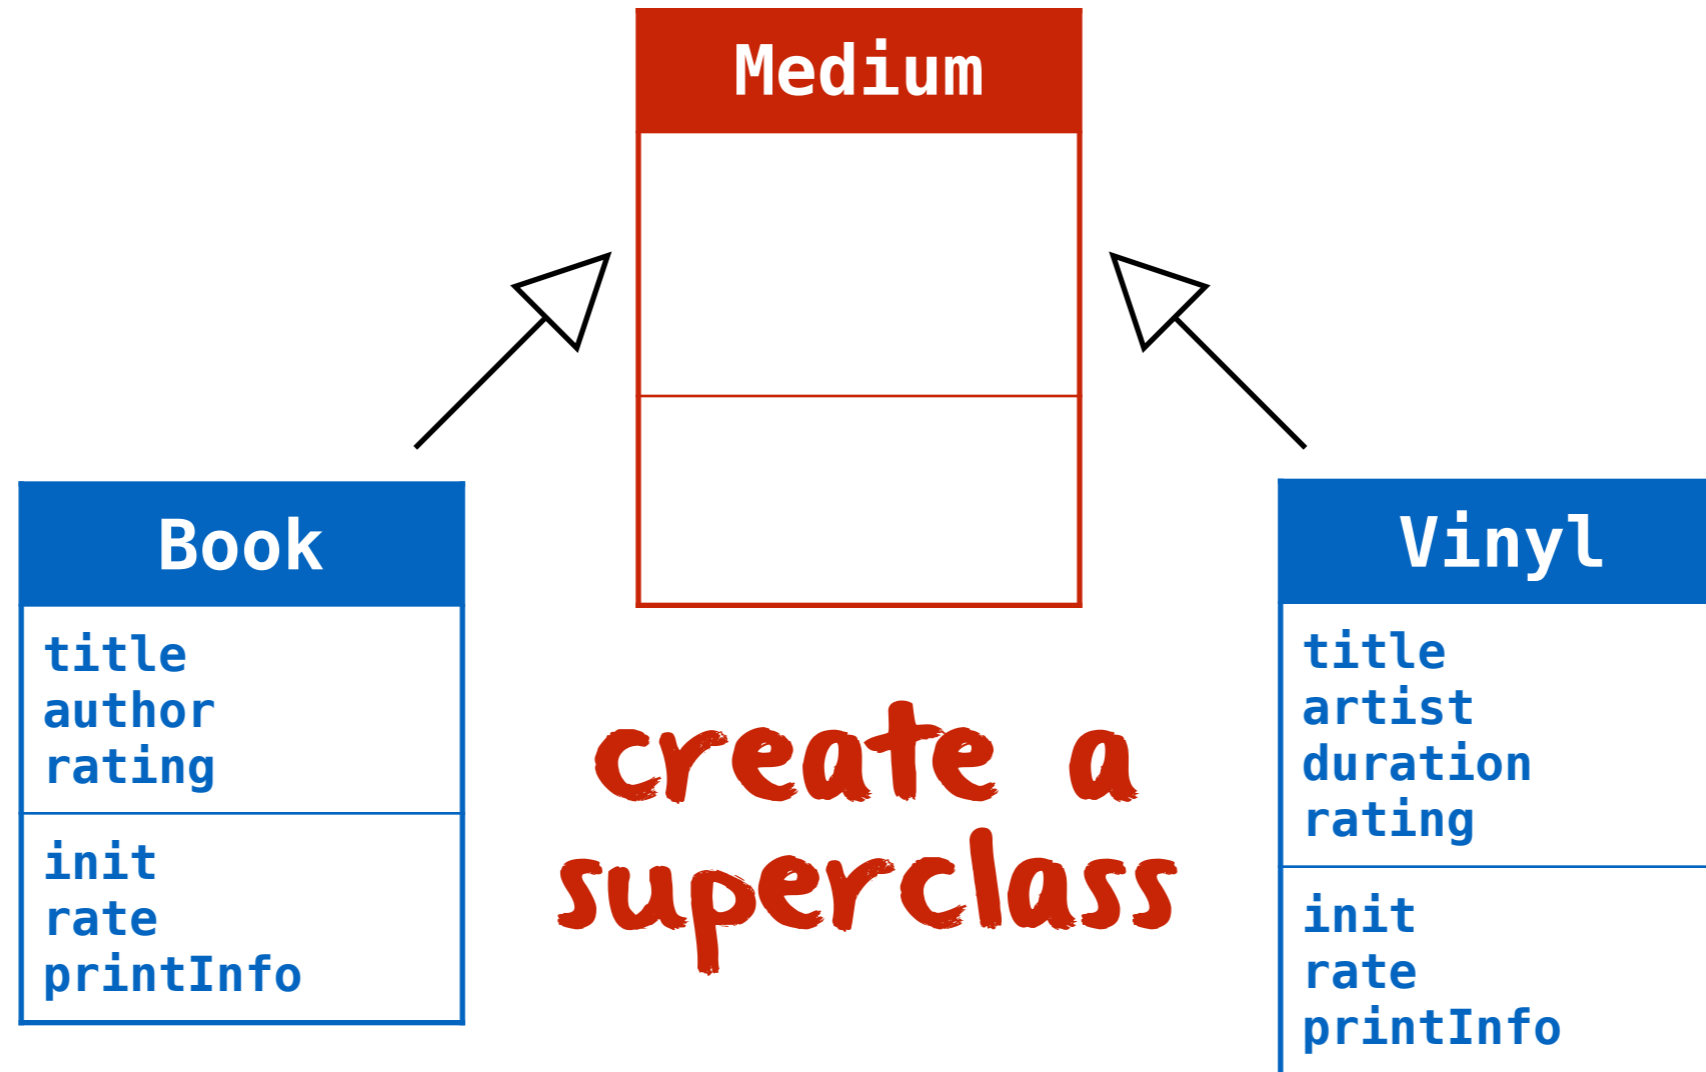 Medium
Book
title
author
rating
init
rate
printInfo
create a
superclass
Vinyl
title
artist
duration
rating
init
rate
printInfo